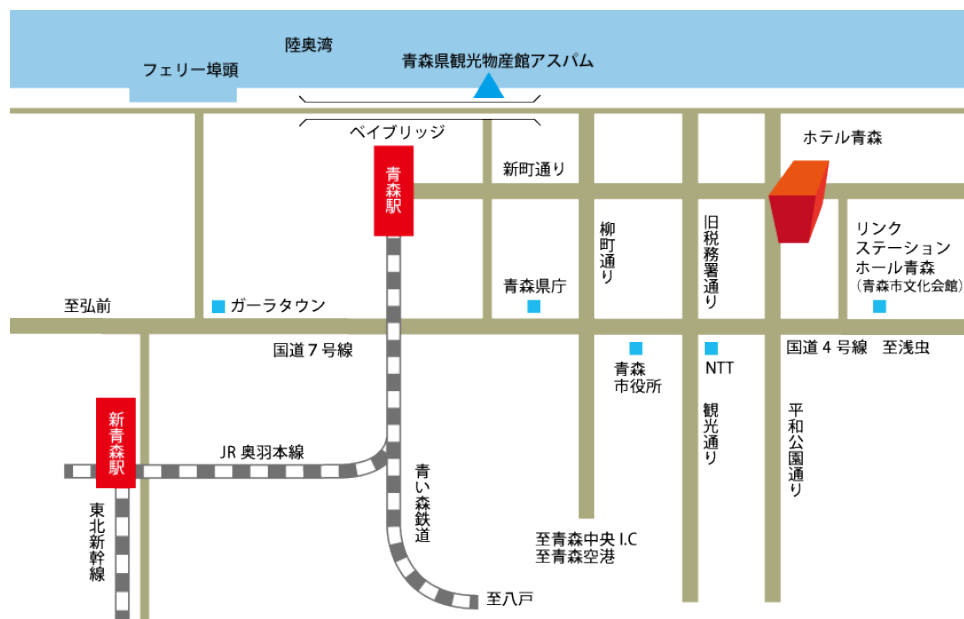 陸奥湾
青森県観光物産館アスパム
フェリー埠頭
ベイブリッジ
ホテル青森
新町通り
青森駅
柳町通り
旧税務署通り
リンク
ステーション
ホール青森
(青森市文化会館)
青森県庁
至弘前
ガーラタウン
国道7号線
国道4号線 至浅虫
青森
市役所
NTT
新青森駅
JR奥羽本線
青い森鉄道
観光通り
平和公園通り
東北新幹線
至青森中央I.C
至青森空港
至八戸